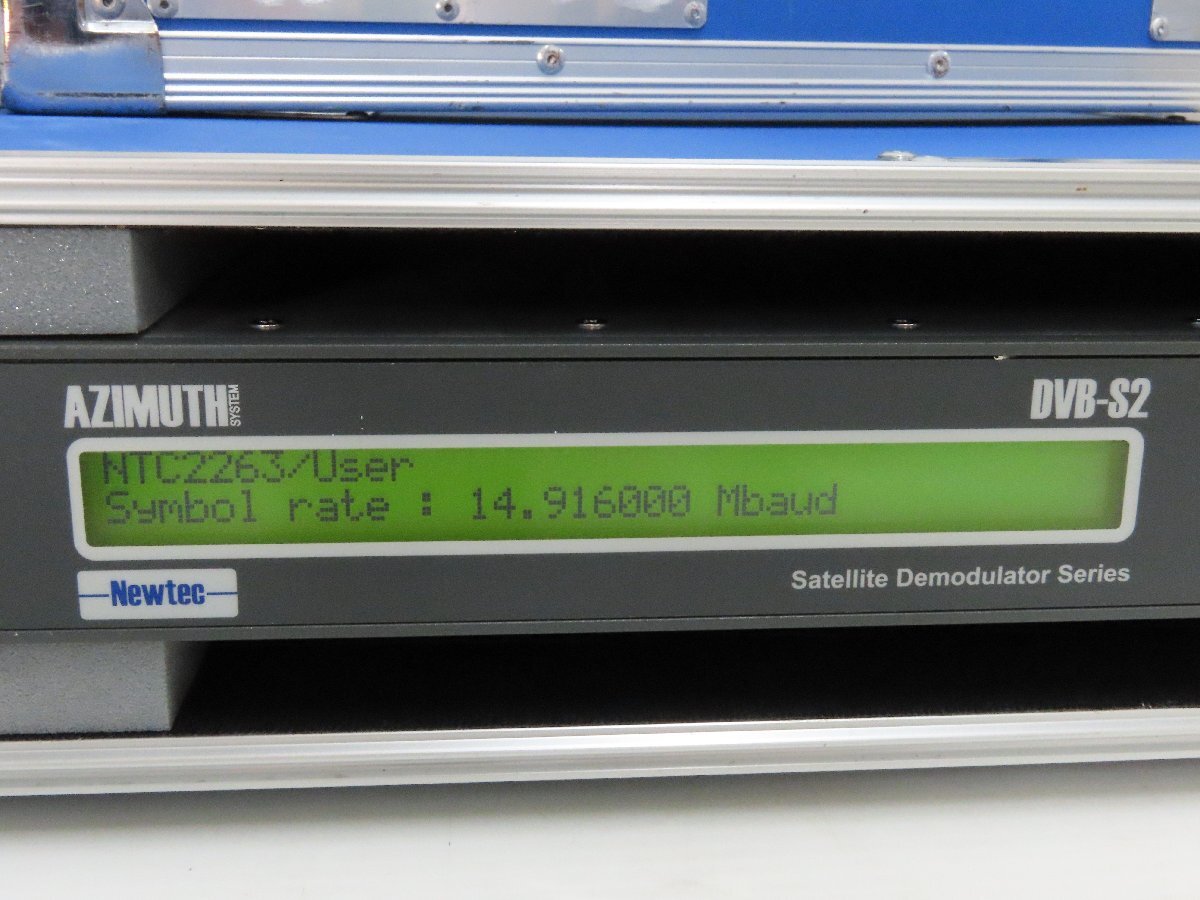 AZIMUTH SYSTEM
DVB-S2
NTC2263/User
Symbol rate : 14.916000 Mbaud
Newtec
Satellite Demodulator Series